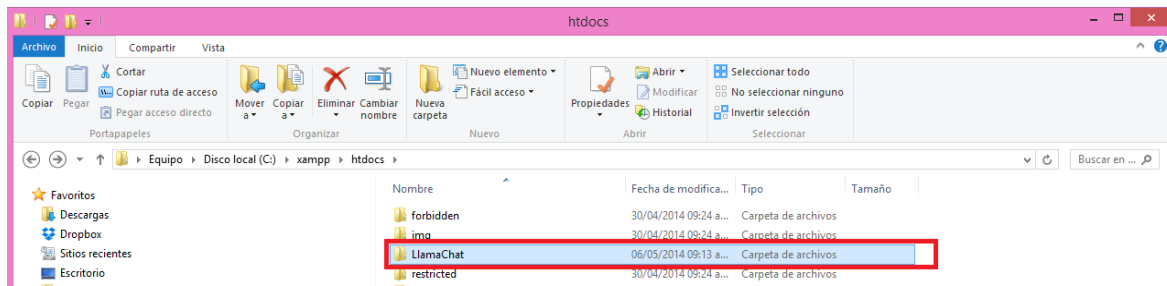 htdocs
Archivo Inicio Compartir Vista
Copiar Pegar Cortar Copiar ruta de acceso Pegar acceso directo
Mover a Copiar a Eliminar Cambiar nombre
Nueva carpeta Nuevo elemento Fácil acceso
Propiedades Abrir Modificar Historial
Seleccionar todo No seleccionar ninguno Invertir selección
Portapapeles Organizar Nuevo Abrir Seleccionar
Equipo Disco local (C:) xampp htdocs Buscar en ...
Nombre Fecha de modifica... Tipo Tamaño
Favoritos
Descargas
Dropbox
Sitios recientes
Escritorio
forbidden 30/04/2014 09:24 a... Carpeta de archivos
img 30/04/2014 09:24 a... Carpeta de archivos
LlamaChat 06/05/2014 09:13 a... Carpeta de archivos
restricted 30/04/2014 09:24 a... Carpeta de archivos